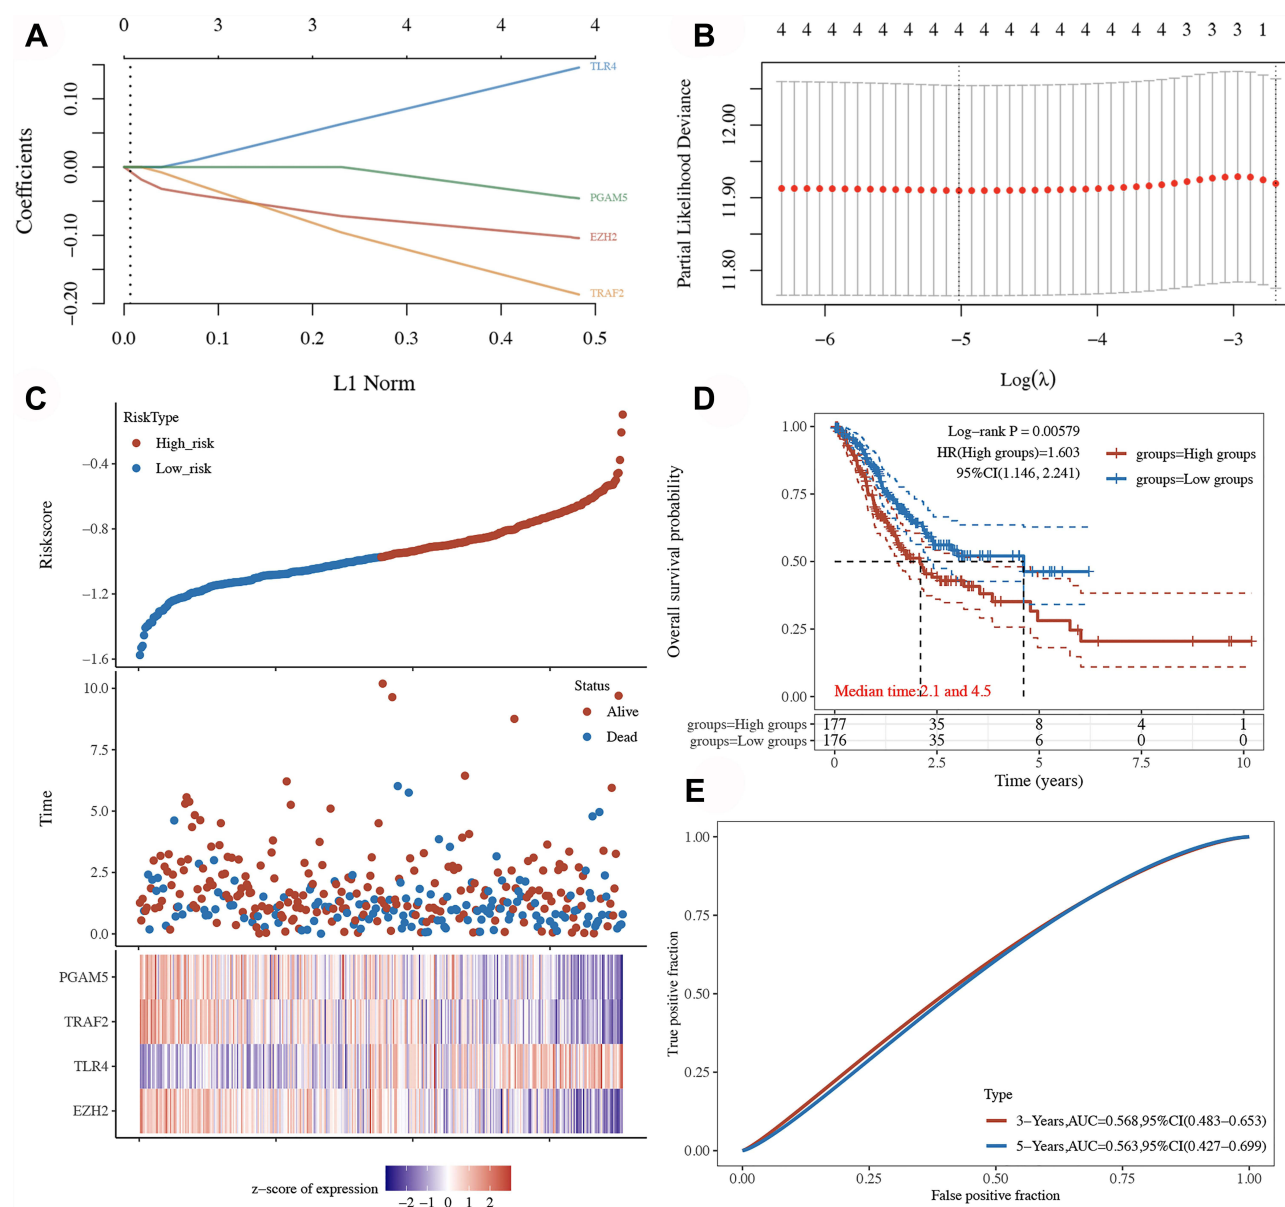 A
0 3 3 4 4
TLR4
PGAM5
EZH2
TRAF2
Coefficients
0.10
0.00
−0.10
−0.20
0.0 0.1 0.2 0.3 0.4 0.5
L1 Norm
B
4 4 4 4 4 4 4 4 4 4 4 4 4 4 4 4 3 3 3 1
Partial Likelihood Deviance
12.00
11.90
11.80
−6 −5 −4 −3
Log(λ)
C
RiskType
High_risk
Low_risk
Riskscore
−0.4
−0.8
−1.2
−1.6
Status
Alive
Dead
Time
10.0
7.5
5.0
2.5
0.0
PGAM5
TRAF2
TLR4
EZH2
z−score of expression
−2 −1 0 1 2
D
Log−rank P = 0.00579
HR(High groups)=1.603
95%CI(1.146, 2.241)
groups=High groups
groups=Low groups
Overall survival probability
1.00
0.75
0.50
0.25
0.00
Median time:2.1 and 4.5
groups=High groups 177 35 8 4 1
groups=Low groups 176 35 6 0 0
0 2.5 5 7.5 10
Time (years)
E
True positive fraction
1.00
0.75
0.50
0.25
0.00
Type
3−Years,AUC=0.568,95%CI(0.483−0.653)
5−Years,AUC=0.563,95%CI(0.427−0.699)
0.00 0.25 0.50 0.75 1.00
False positive fraction